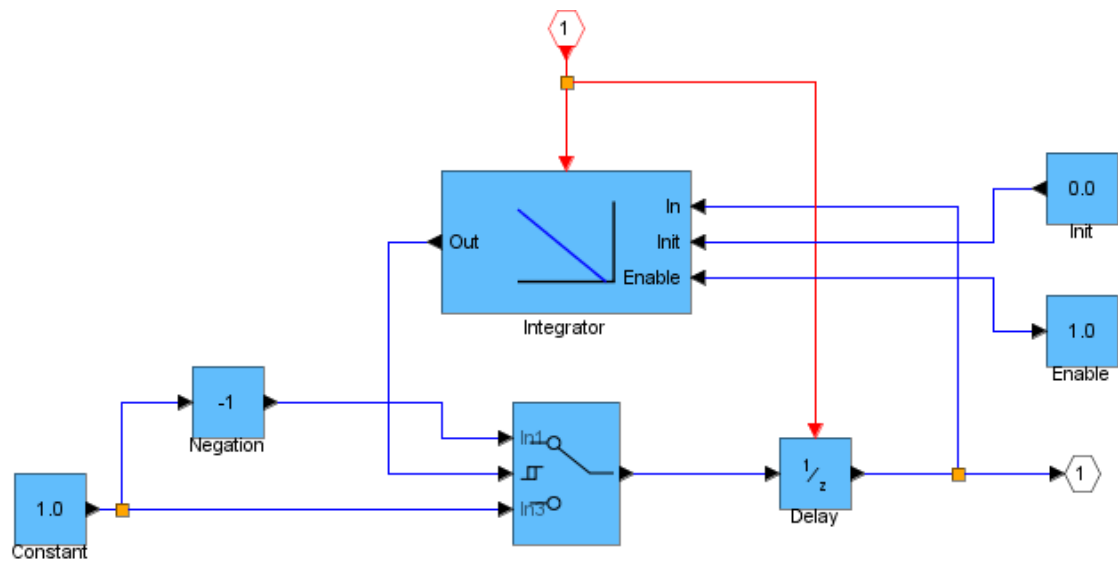 1
In
0.0
Out
Init
Init
Enable
1.0
Integrator
Enable
-1
Negation
In1
1/z
1
1.0
In3
Delay
Constant